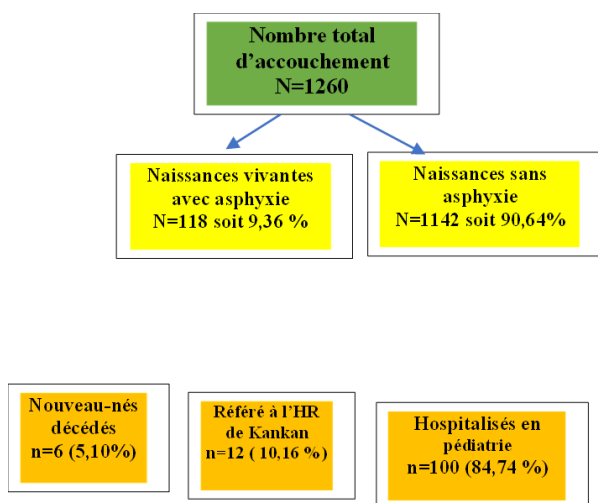 Nombre total
d'accouchement
N=1260
Naissances vivantes
avec asphyxie
N=118 soit 9,36 %
Naissances sans
asphyxie
N=1142 soit 90,64%
Nouveau-nés
décédés
n=6 (5,10%)
Référé à l'HR
de Kankan
n=12 ( 10,16 %)
Hospitalisés en
pédiatrie
n=100 (84,74 %)